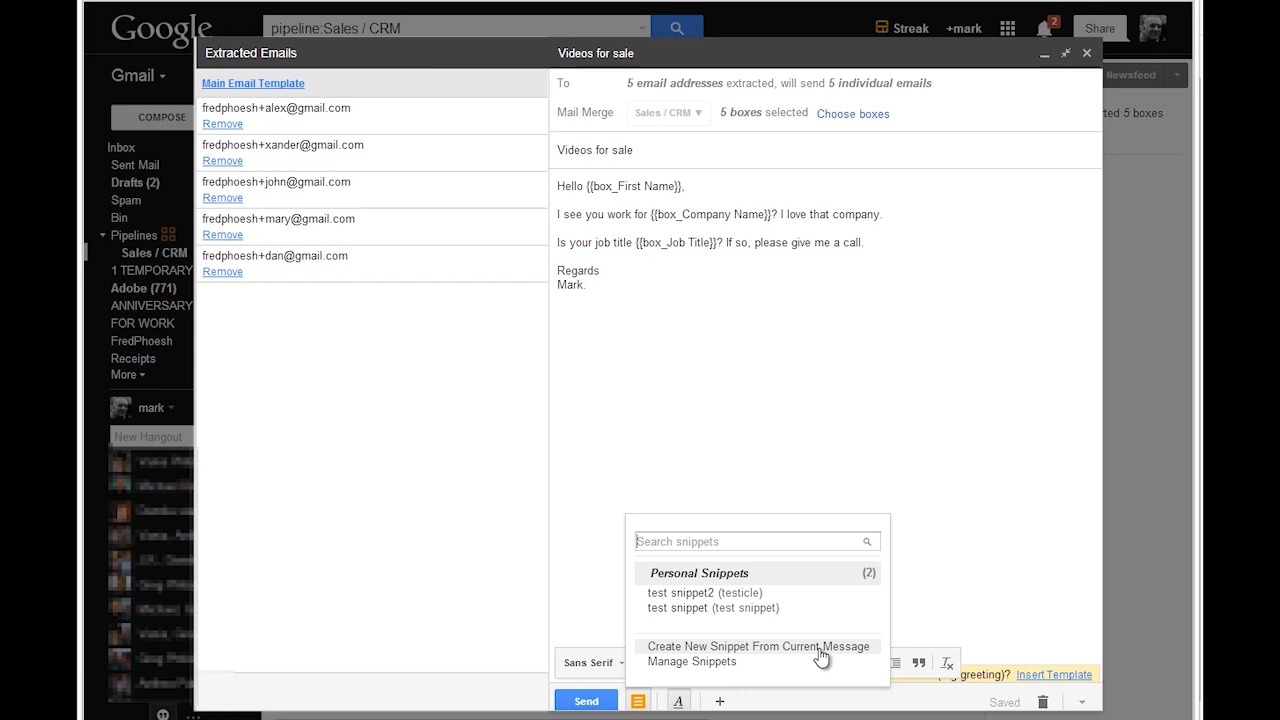 Google
pipeline:Sales / CRM
Streak
+mark
2
Share
Extracted Emails
Videos for sale
Gmail
Newsfeed
Main Email Template
To
5 email addresses extracted, will send 5 individual emails
COMPOSE
fredphoesh+alex@gmail.com
Remove
Mail Merge
Sales / CRM ▼
5 boxes selected
Choose boxes
ted 5 boxes
Inbox
Sent Mail
Drafts (2)
Spam
Bin
Pipelines
Sales / CRM
1 TEMPORARY
Adobe (771)
ANNIVERSARY
FOR WORK
FredPhoesh
Receipts
More
mark
New Hangout
fredphoesh+xander@gmail.com
Remove
fredphoesh+john@gmail.com
Remove
fredphoesh+mary@gmail.com
Remove
fredphoesh+dan@gmail.com
Remove
Videos for sale
Hello {{box_First Name}},
I see you work for {{box_Company Name}}? I love that company.
Is your job title {{box_Job Title}}? If so, please give me a call.
Regards
Mark.
Search snippets
Personal Snippets (2)
test snippet2 (testicle)
test snippet (test snippet)
Create New Snippet From Current Message
Manage Snippets
Sans Serif
greeting)? Insert Template
Send
A
+
Saved